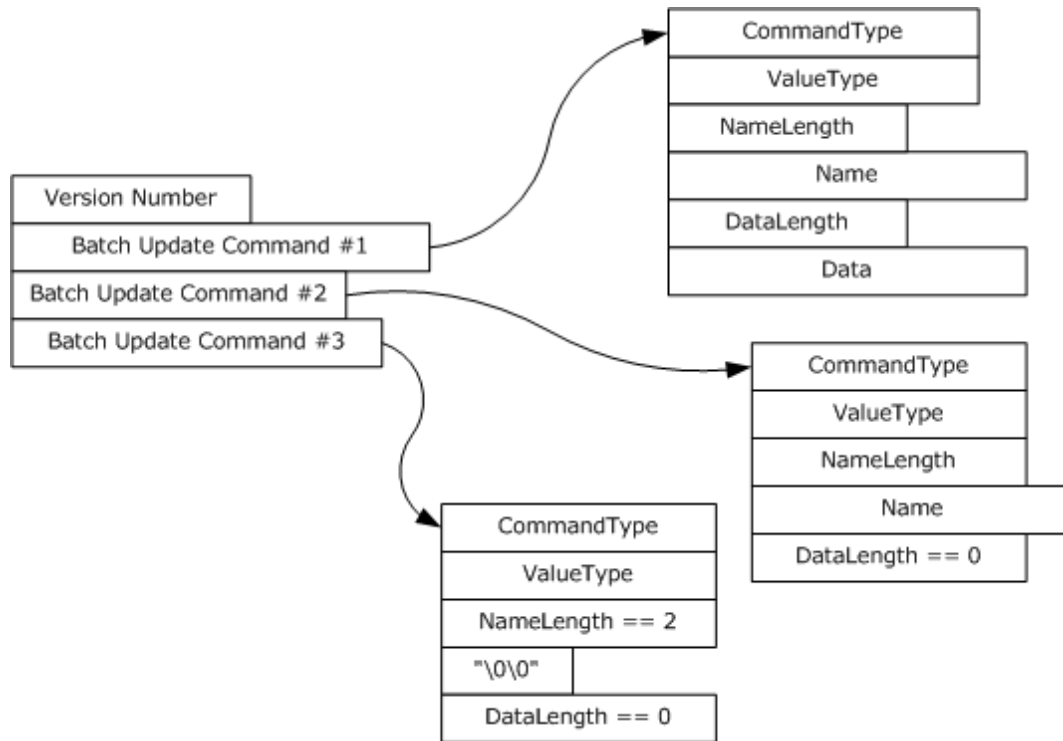 Version Number
Batch Update Command #1
Batch Update Command #2
Batch Update Command #3
CommandType
ValueType
NameLength
Name
DataLength
Data
CommandType
ValueType
NameLength
Name
DataLength == 0
CommandType
ValueType
NameLength == 2
"\0\0"
DataLength == 0